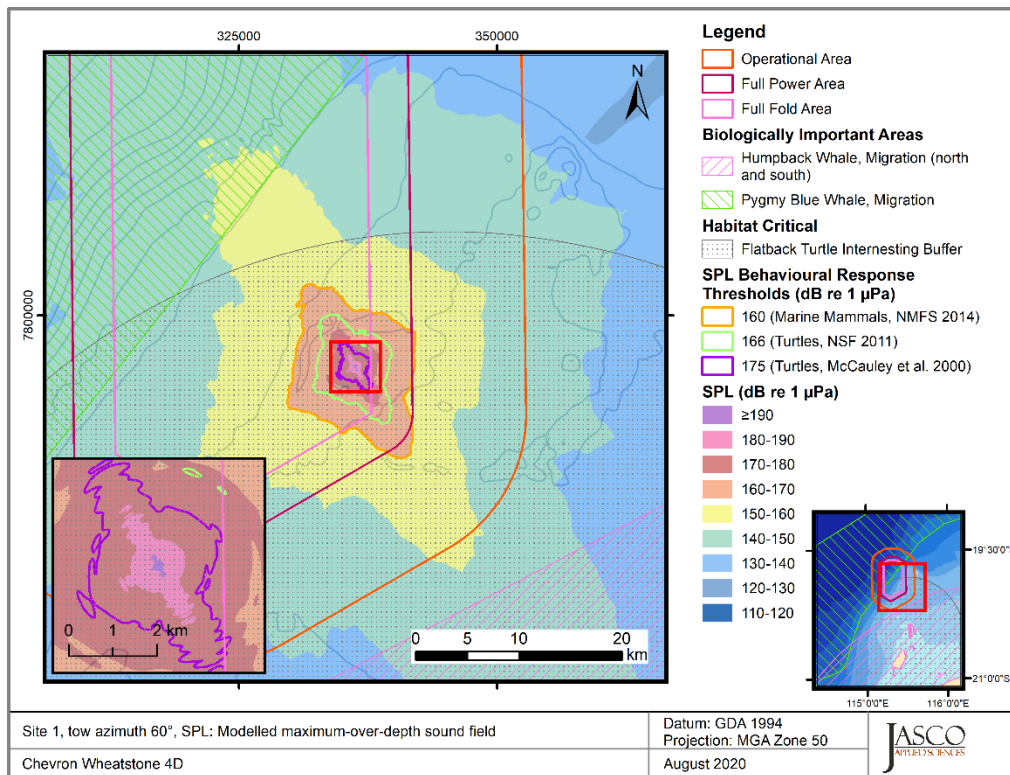 325000
350000
7800000
N
0
1
2
km
0
5
10
20
km
Legend
Operational Area
Full Power Area
Full Fold Area
Biologically Important Areas
Humpback Whale, Migration (north
and south)
Pygmy Blue Whale, Migration
Habitat Critical
Flatback Turtle Internesting Buffer
SPL Behavioural Response
Thresholds (dB re 1 µPa)
160 (Marine Mammals, NMFS 2014)
166 (Turtles, NSF 2011)
175 (Turtles, McCauley et al. 2000)
SPL (dB re 1 µPa)
≥190
180-190
170-180
160-170
150-160
140-150
130-140
120-130
110-120
19°30'0"S
21°0'0"S
115°0'0"E
116°0'0"E
Site 1, tow azimuth 60°, SPL: Modelled maximum-over-depth sound field
Chevron Wheatstone 4D
Datum: GDA 1994
Projection: MGA Zone 50
August 2020
JASCO
APPLIED SCIENCES